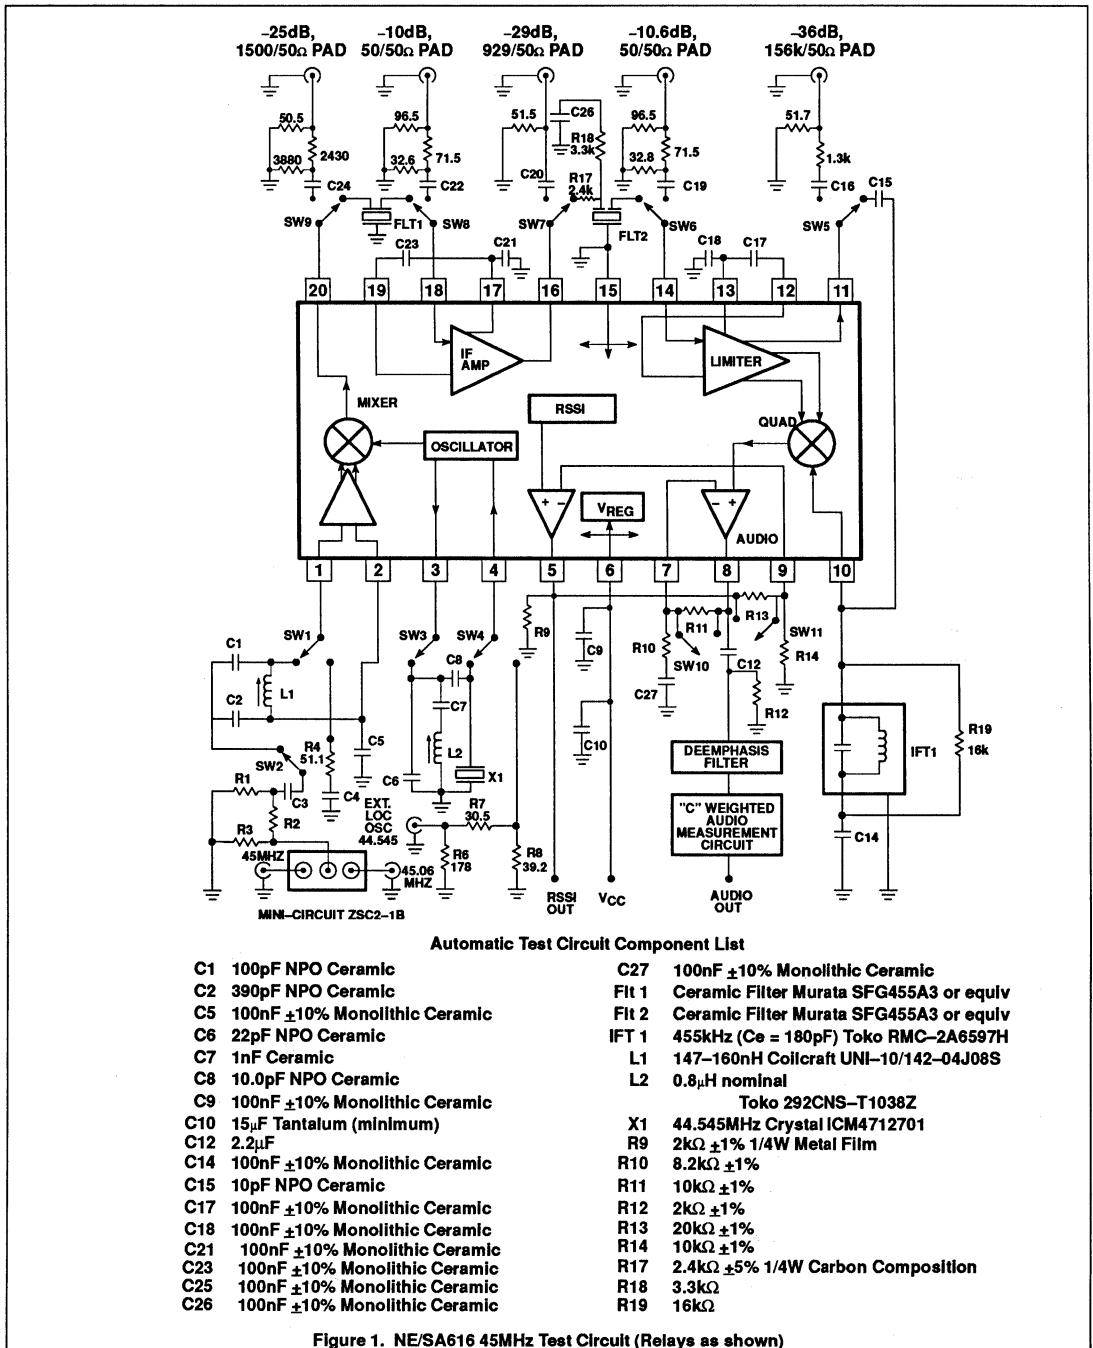 –25dB, –10dB, –29dB, –10.6dB, –36dB,
1500/50Ω PAD 50/50Ω PAD 929/50Ω PAD 50/50Ω PAD 156k/50Ω PAD
50.5 96.5 51.5 C26 96.5 51.7
R18
3.3k
2430 71.5 71.5 1.3k
3880 32.6 32.8
C24 C22 C20 R17 C19 C16 C15
2.4k
SW9 FLT1 SW8 SW7 FLT2 SW6 SW5
C23 C21 C18 C17
20 19 18 17 16 15 14 13 12 11
IF
AMP
LIMITER
MIXER RSSI QUAD
OSCILLATOR
+ – – +
VREG
AUDIO
1 2 3 4 5 6 7 8 9 10
C1 SW1 SW3 SW4 R9 C9 R10 R11 R13 SW11
R14
C8 SW10 C12
L1 C7 C27
C2 R12
R4 C5 L2 C10 R19
51.1 16k
SW2 X1 IFT1
DEEMPHASIS
FILTER
R1 C3 C4 C6
EXT.
LOC
OSC
44.545
R7
30.5
"C" WEIGHTED
AUDIO
MEASUREMENT
CIRCUIT
R2
R3 C14
45MHZ R6 R8
178 39.2
45.06
MHZ
RSSI
OUT
VCC
AUDIO
OUT
MINI–CIRCUIT ZSC2–1B
Automatic Test Circuit Component List
C1 100pF NPO Ceramic
C2 390pF NPO Ceramic
C5 100nF ±10% Monolithic Ceramic
C6 22pF NPO Ceramic
C7 1nF Ceramic
C8 10.0pF NPO Ceramic
C9 100nF ±10% Monolithic Ceramic
C10 15µF Tantalum (minimum)
C12 2.2µF
C14 100nF ±10% Monolithic Ceramic
C15 10pF NPO Ceramic
C17 100nF ±10% Monolithic Ceramic
C18 100nF ±10% Monolithic Ceramic
C21 100nF ±10% Monolithic Ceramic
C23 100nF ±10% Monolithic Ceramic
C25 100nF ±10% Monolithic Ceramic
C26 100nF ±10% Monolithic Ceramic
C27 100nF ±10% Monolithic Ceramic
Flt 1 Ceramic Filter Murata SFG455A3 or equiv
Flt 2 Ceramic Filter Murata SFG455A3 or equiv
IFT 1 455kHz (Ce = 180pF) Toko RMC–2A6597H
L1 147–160nH Coilcraft UNI–10/142–04J08S
L2 0.8µH nominal
Toko 292CNS–T1038Z
X1 44.545MHz Crystal ICM4712701
R9 2kΩ ±1% 1/4W Metal Film
R10 8.2kΩ ±1%
R11 10kΩ ±1%
R12 2kΩ ±1%
R13 20kΩ ±1%
R14 10kΩ ±1%
R17 2.4kΩ ±5% 1/4W Carbon Composition
R18 3.3kΩ
R19 16kΩ
Figure 1. NE/SA616 45MHz Test Circuit (Relays as shown)